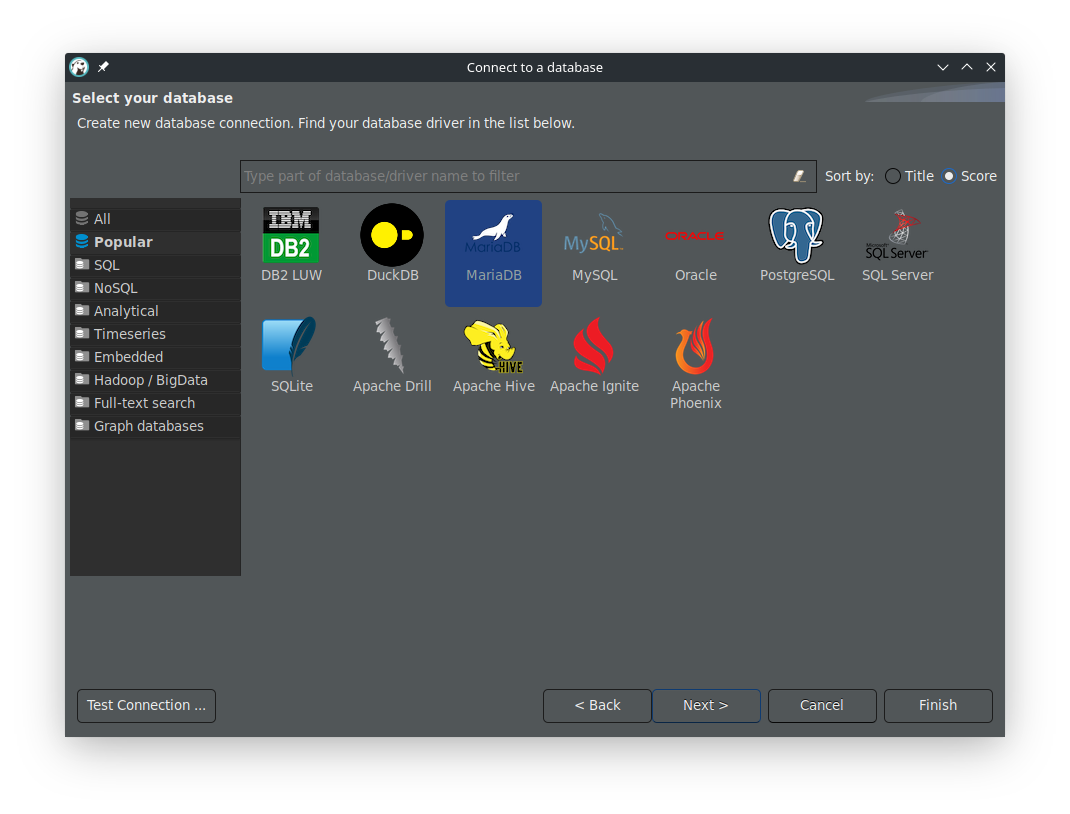 Connect to a database
Select your database
Create new database connection. Find your database driver in the list below.
Type part of database/driver name to filter
Sort by: Title Score
All
Popular
SQL
NoSQL
Analytical
Timeseries
Embedded
Hadoop / BigData
Full-text search
Graph databases
IBM
DB2
DB2 LUW
DuckDB
MariaDB
MariaDB
MySQL
MySQL
ORACLE
Oracle
PostgreSQL
Microsoft
SQL Server
SQL Server
SQLite
Apache Drill
HIVE
Apache Hive
Apache Ignite
Apache
Phoenix
Test Connection ...
< Back
Next >
Cancel
Finish